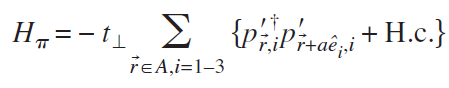 H_π = − t_⊥ ∑_{r⃗∈A,i=1−3} {p′^†_{r⃗,i} p′_{r⃗+aê_i,i} + H.c.}